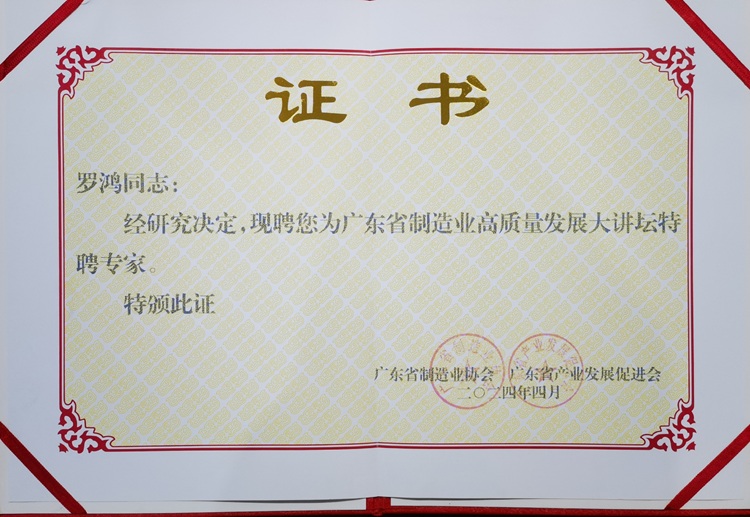 证书
罗鸿同志：
经研究决定，现聘您为广东省制造业高质量发展大讲坛特
聘专家。
特颁此证
广东省制造业协会 广东省产业发展促进会
二〇二四年四月